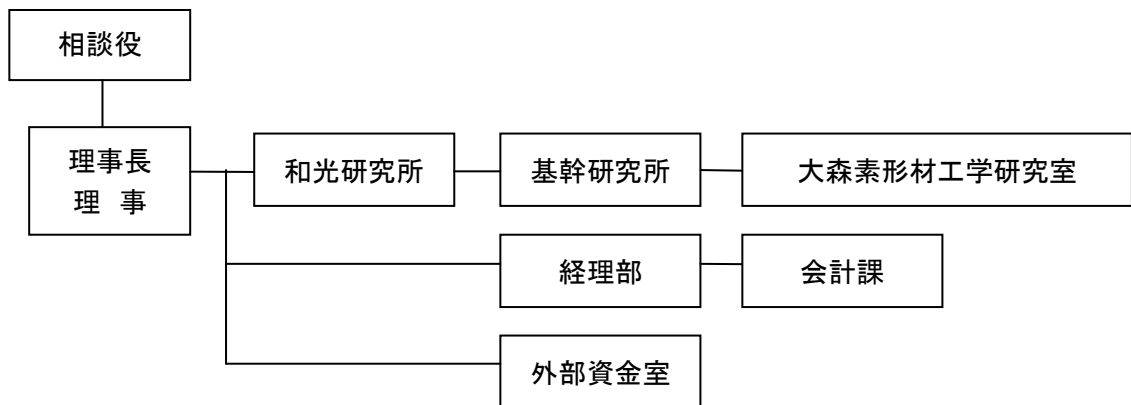 相談役
理事長
理 事
和光研究所
基幹研究所
大森素形材工学研究室
経理部
会計課
外部資金室